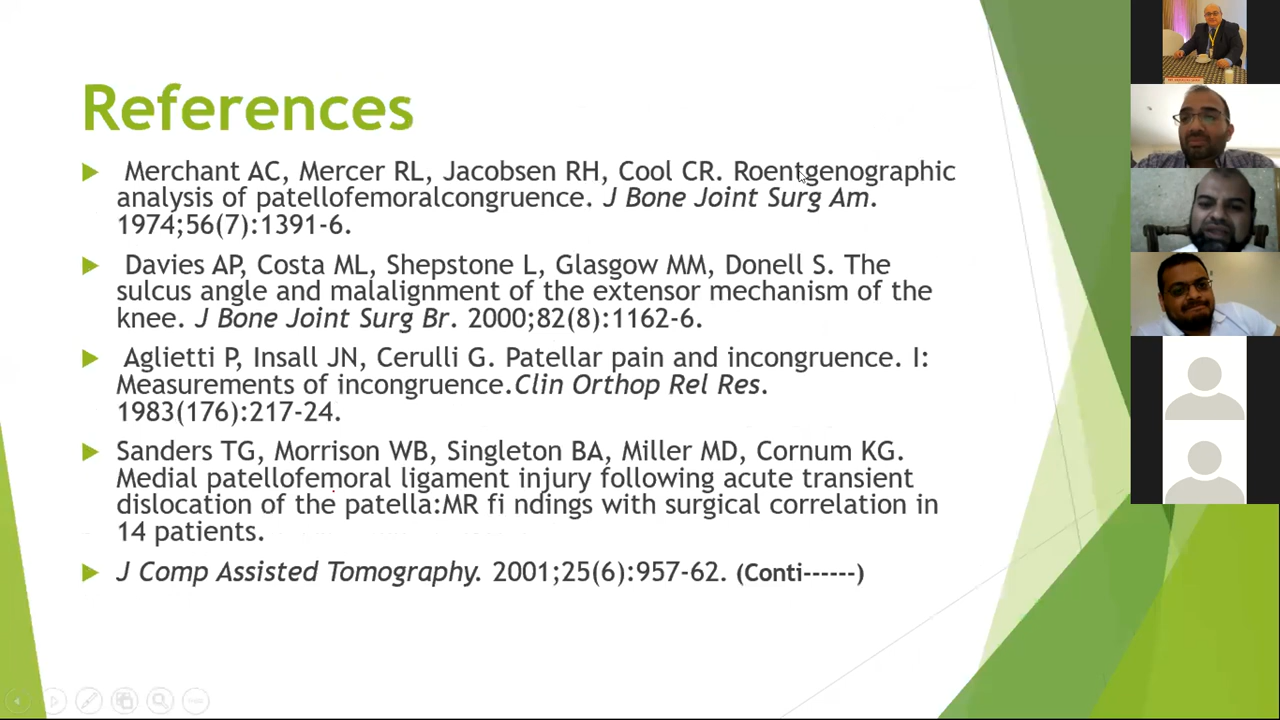 References
Merchant AC, Mercer RL, Jacobsen RH, Cool CR. Roentgenographic
analysis of patellofemoralcongruence. J Bone Joint Surg Am.
1974;56(7):1391-6.
Davies AP, Costa ML, Shepstone L, Glasgow MM, Donell S. The
sulcus angle and malalignment of the extensor mechanism of the
knee. J Bone Joint Surg Br. 2000;82(8):1162-6.
Aglietti P, Insall JN, Cerulli G. Patellar pain and incongruence. I:
Measurements of incongruence.Clin Orthop Rel Res.
1983(176):217-24.
Sanders TG, Morrison WB, Singleton BA, Miller MD, Cornum KG.
Medial patellofemoral ligament injury following acute transient
dislocation of the patella:MR fi ndings with surgical correlation in
14 patients.
J Comp Assisted Tomography. 2001;25(6):957-62. (Conti------)